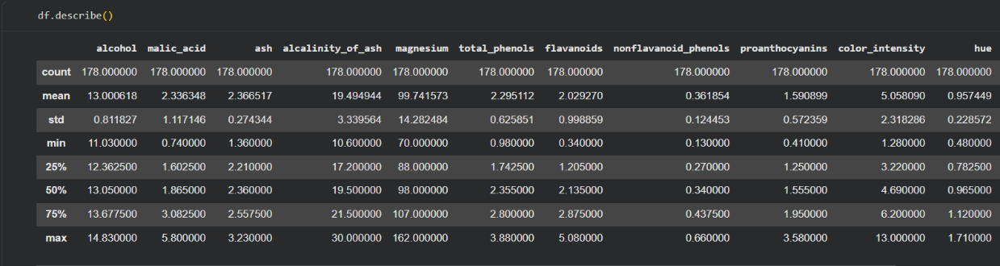 df.describe()
alcohol malic_acid ash alcalinity_of_ash magnesium total_phenols flavanoids nonflavanoid_phenols proanthocyanins color_intensity hue
count 178.000000 178.000000 178.000000 178.000000 178.000000 178.000000 178.000000 178.000000 178.000000 178.000000 178.000000
mean 13.000618 2.336348 2.366517 19.494944 99.741573 2.295112 2.029270 0.361854 1.590899 5.058090 0.957449
std 0.811827 1.117146 0.274344 3.339564 14.282484 0.625851 0.998859 0.124453 0.572359 2.318286 0.228572
min 11.030000 0.740000 1.360000 10.600000 70.000000 0.980000 0.340000 0.130000 0.410000 1.280000 0.480000
25% 12.362500 1.602500 2.210000 17.200000 88.000000 1.742500 1.205000 0.270000 1.250000 3.220000 0.782500
50% 13.050000 1.865000 2.360000 19.500000 98.000000 2.355000 2.135000 0.340000 1.555000 4.690000 0.965000
75% 13.677500 3.082500 2.557500 21.500000 107.000000 2.800000 2.875000 0.437500 1.950000 6.200000 1.120000
max 14.830000 5.800000 3.230000 30.000000 162.000000 3.880000 5.080000 0.660000 3.580000 13.000000 1.710000